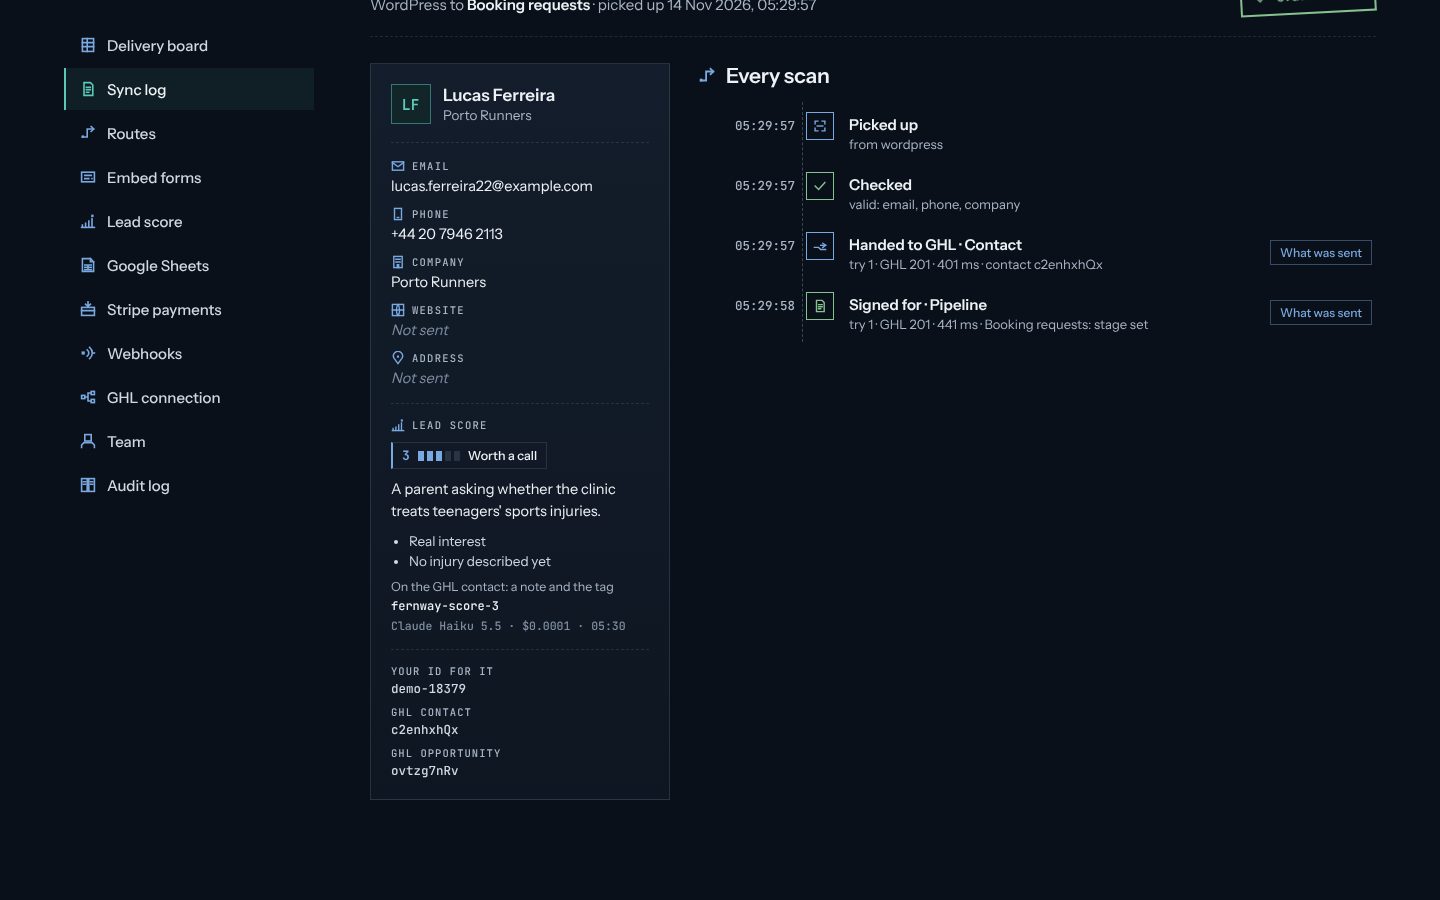 WordPress to Booking requests · picked up 14 Nov 2026, 05:29:57
Delivery board
Sync log
Routes
Embed forms
Lead score
Google Sheets
Stripe payments
Webhooks
GHL connection
Team
Audit log
LF
Lucas Ferreira
Porto Runners
EMAIL
lucas.ferreira22@example.com
PHONE
+44 20 7946 2113
COMPANY
Porto Runners
WEBSITE
Not sent
ADDRESS
Not sent
LEAD SCORE
3 Worth a call
A parent asking whether the clinic
treats teenagers' sports injuries.
• Real interest
• No injury described yet
On the GHL contact: a note and the tag
fernway-score-3
Claude Haiku 5.5 · $0.0001 · 05:30
YOUR ID FOR IT
demo-18379
GHL CONTACT
c2enhxhQx
GHL OPPORTUNITY
ovtzg7nRv
Every scan
05:29:57 Picked up
from wordpress
05:29:57 Checked
valid: email, phone, company
05:29:57 Handed to GHL · Contact
try 1 · GHL 201 · 401 ms · contact c2enhxhQx
What was sent
05:29:58 Signed for · Pipeline
try 1 · GHL 201 · 441 ms · Booking requests: stage set
What was sent